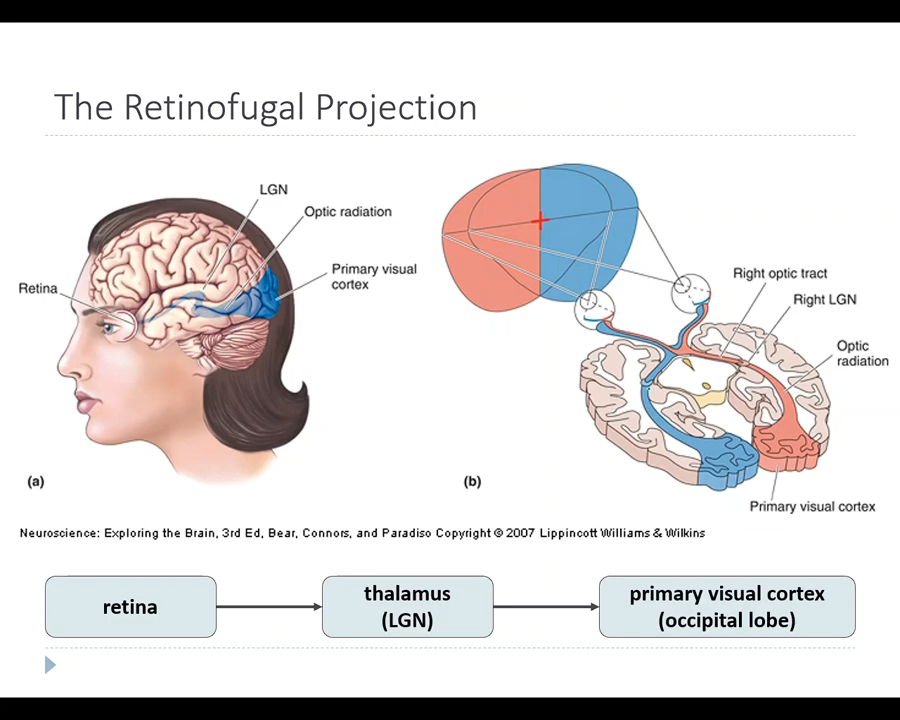 The Retinofugal Projection
LGN
Optic radiation
Primary visual
cortex
Retina
(a)
Right optic tract
Right LGN
Optic
radiation
(b)
Primary visual cortex
Neuroscience: Exploring the Brain, 3rd Ed, Bear, Connors, and Paradiso Copyright © 2007 Lippincott Williams & Wilkins
retina
thalamus
(LGN)
primary visual cortex
(occipital lobe)